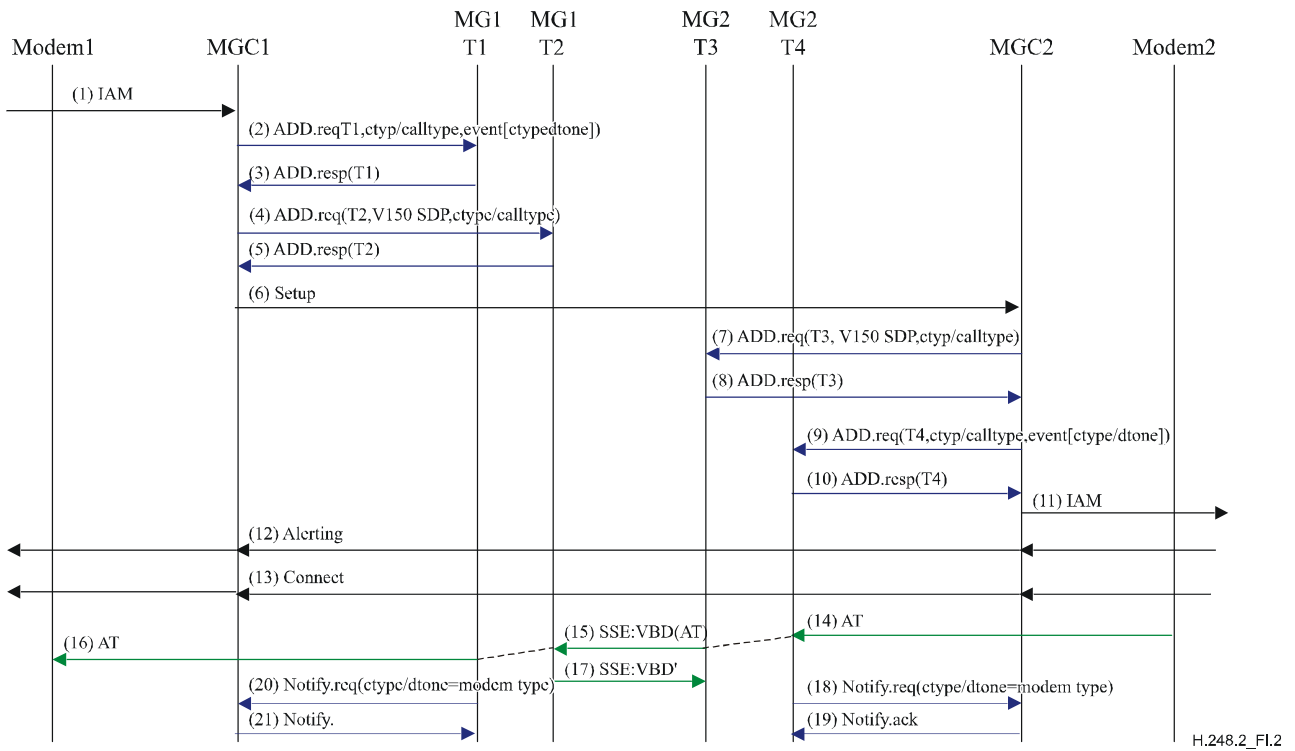 MG1 MG1 MG2 MG2
Modem1 MGC1 T1 T2 T3 T4 MGC2 Modem2
(1) IAM
(2) ADD.reqT1,ctyp/calltype,event[ctypedtone])
(3) ADD.resp(T1)
(4) ADD.req(T2,V150 SDP,ctype/calltype)
(5) ADD.resp(T2)
(6) Setup
(7) ADD.req(T3, V150 SDP,ctyp/calltype)
(8) ADD.resp(T3)
(9) ADD.req(T4,ctyp/calltype,event[ctype/dtone])
(10) ADD.resp(T4)
(11) IAM
(12) Alerting
(13) Connect
(14) AT
(15) SSE:VBD(AT)
(16) AT
(17) SSE:VBD'
(20) Notify.req(ctype/dtone=modem type) (18) Notify.req(ctype/dtone=modem type)
(21) Notify. (19) Notify.ack
H.248.2_FI.2